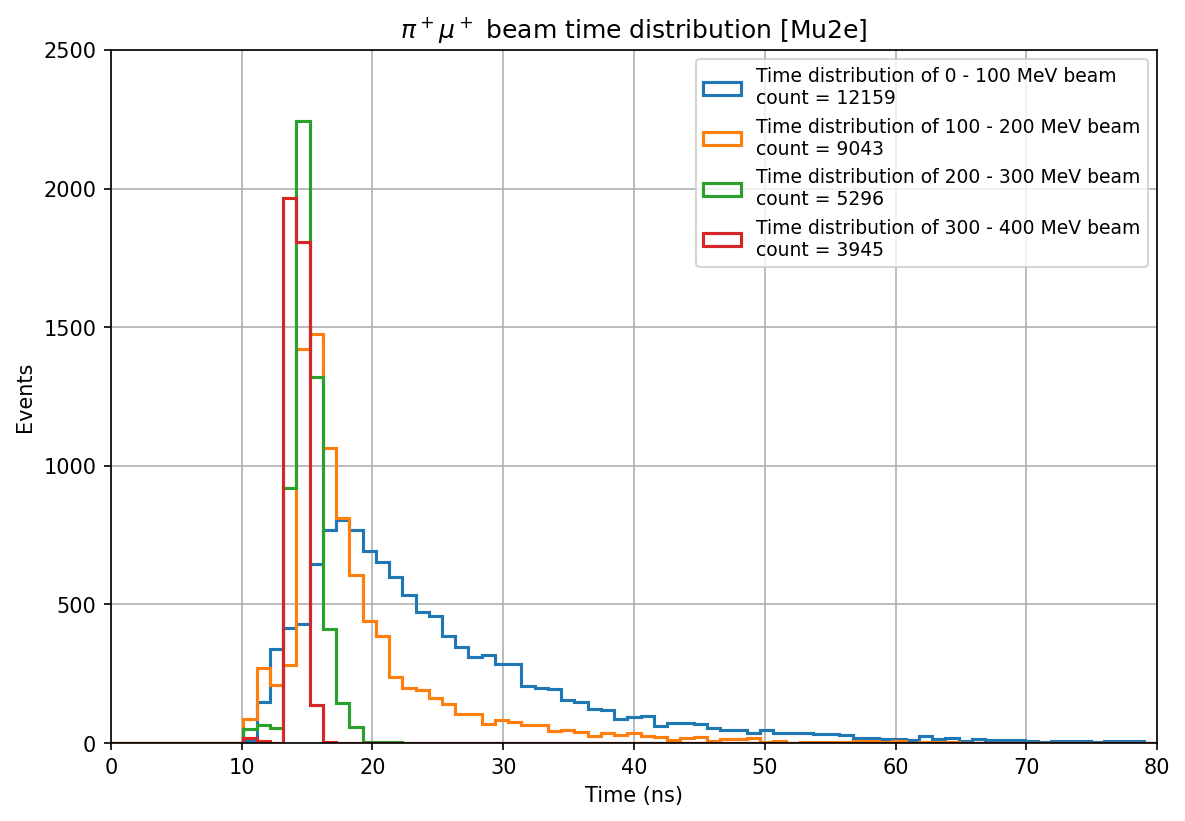 π⁺μ⁺ beam time distribution [Mu2e]
2500
2000
1500
1000
500
0
Events
Time distribution of 0 - 100 MeV beam
count = 12159
Time distribution of 100 - 200 MeV beam
count = 9043
Time distribution of 200 - 300 MeV beam
count = 5296
Time distribution of 300 - 400 MeV beam
count = 3945
0 10 20 30 40 50 60 70 80
Time (ns)